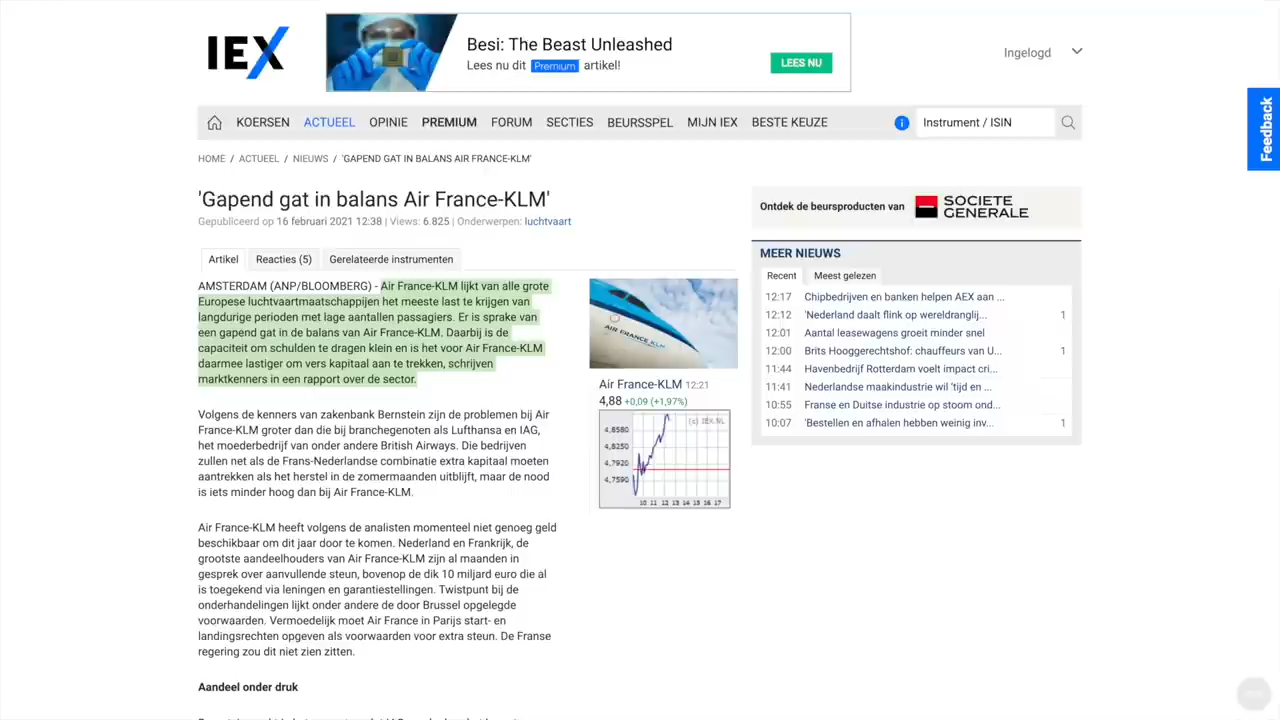 IEX
Besi: The Beast Unleashed
Lees nu dit Premium artikel!
LEES NU
Ingelogd
Feedback
KOERSEN ACTUEEL OPINIE PREMIUM FORUM SECTIES BEURSSPEL MIJN IEX BESTE KEUZE
i
Instrument / ISIN
HOME / ACTUEEL / NIEUWS / 'GAPEND GAT IN BALANS AIR FRANCE-KLM'
'Gapend gat in balans Air France-KLM'
Gepubliceerd op 16 februari 2021 12:38 | Views: 6.825 | Onderwerpen: luchtvaart
Artikel Reacties (5) Gerelateerde instrumenten
AMSTERDAM (ANP/BLOOMBERG) - Air France-KLM lijkt van alle grote
Europese luchtvaartmaatschappijen het meeste last te krijgen van
langdurige perioden met lage aantallen passagiers. Er is sprake van
een gapend gat in de balans van Air France-KLM. Daarbij is de
capaciteit om schulden te dragen klein en is het voor Air France-KLM
daarmee lastiger om vers kapitaal aan te trekken, schrijven
marktkenners in een rapport over de sector.
Volgens de kenners van zakenbank Bernstein zijn de problemen bij Air
France-KLM groter dan die bij branchegenoten als Lufthansa en IAG,
het moederbedrijf van onder andere British Airways. Die bedrijven
zullen net als de Frans-Nederlandse combinatie extra kapitaal moeten
aantrekken als het herstel in de zomermaanden uitblijft, maar de nood
is iets minder hoog dan bij Air France-KLM.
Air France-KLM heeft volgens de analisten momenteel niet genoeg geld
beschikbaar om dit jaar door te komen. Nederland en Frankrijk, de
grootste aandeelhouders van Air France-KLM zijn al maanden in
gesprek over aanvullende steun, bovenop de dik 10 miljard euro die al
is toegekend via leningen en garantiestellingen. Twistpunt bij de
onderhandelingen lijkt onder andere de door Brussel opgelegde
voorwaarden. Vermoedelijk moet Air France in Parijs start- en
landingsrechten opgeven als voorwaarden voor extra steun. De Franse
regering zou dit niet zien zitten.
Aandeel onder druk
AIR FRANCE KLM
Air France-KLM 12:21
4,88 +0,09 (+1,97%)
(c) IEX.NL
4,8580
4,8250
4,7920
4,7590
10 11 12 13 14 15 16 17
Ontdek de beursproducten van
SOCIETE
GENERALE
MEER NIEUWS
Recent Meest gelezen
12:17 Chipbedrijven en banken helpen AEX aan ...
12:12 'Nederland daalt flink op wereldranglij... 1
12:01 Aantal leasewagens groeit minder snel
12:00 Brits Hooggerechtshof: chauffeurs van U... 1
11:44 Havenbedrijf Rotterdam voelt impact cri...
11:41 Nederlandse maakindustrie wil 'tijd en ...
10:55 Franse en Duitse industrie op stoom ond...
10:07 'Bestellen en afhalen hebben weinig inv... 1